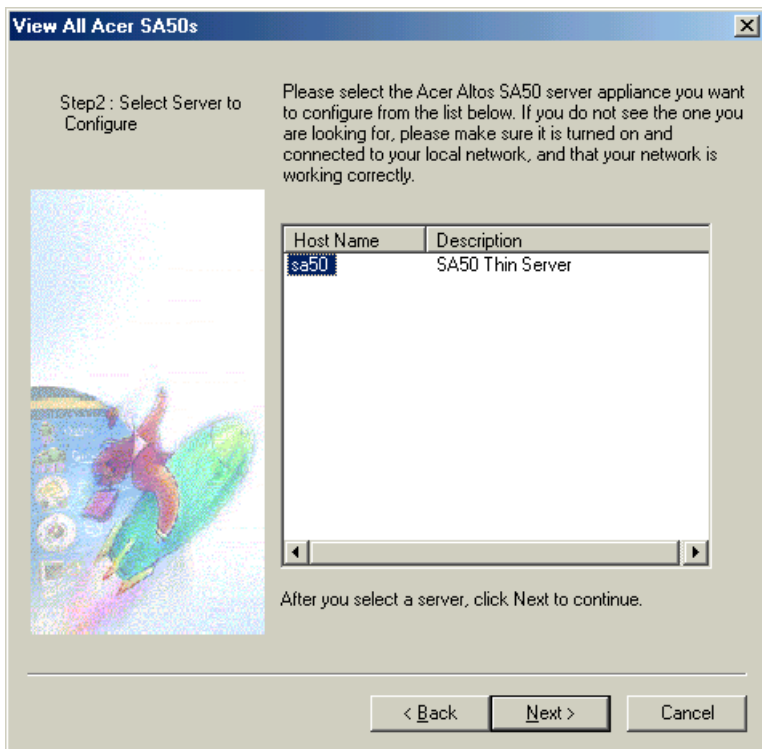 View All Acer SA50s
Step2 : Select Server to
Configure
Please select the Acer Altos SA50 server appliance you want
to configure from the list below. If you do not see the one you
are looking for, please make sure it is turned on and
connected to your local network, and that your network is
working correctly.
Host Name Description
sa50 SA50 Thin Server
After you select a server, click Next to continue.
< Back Next > Cancel